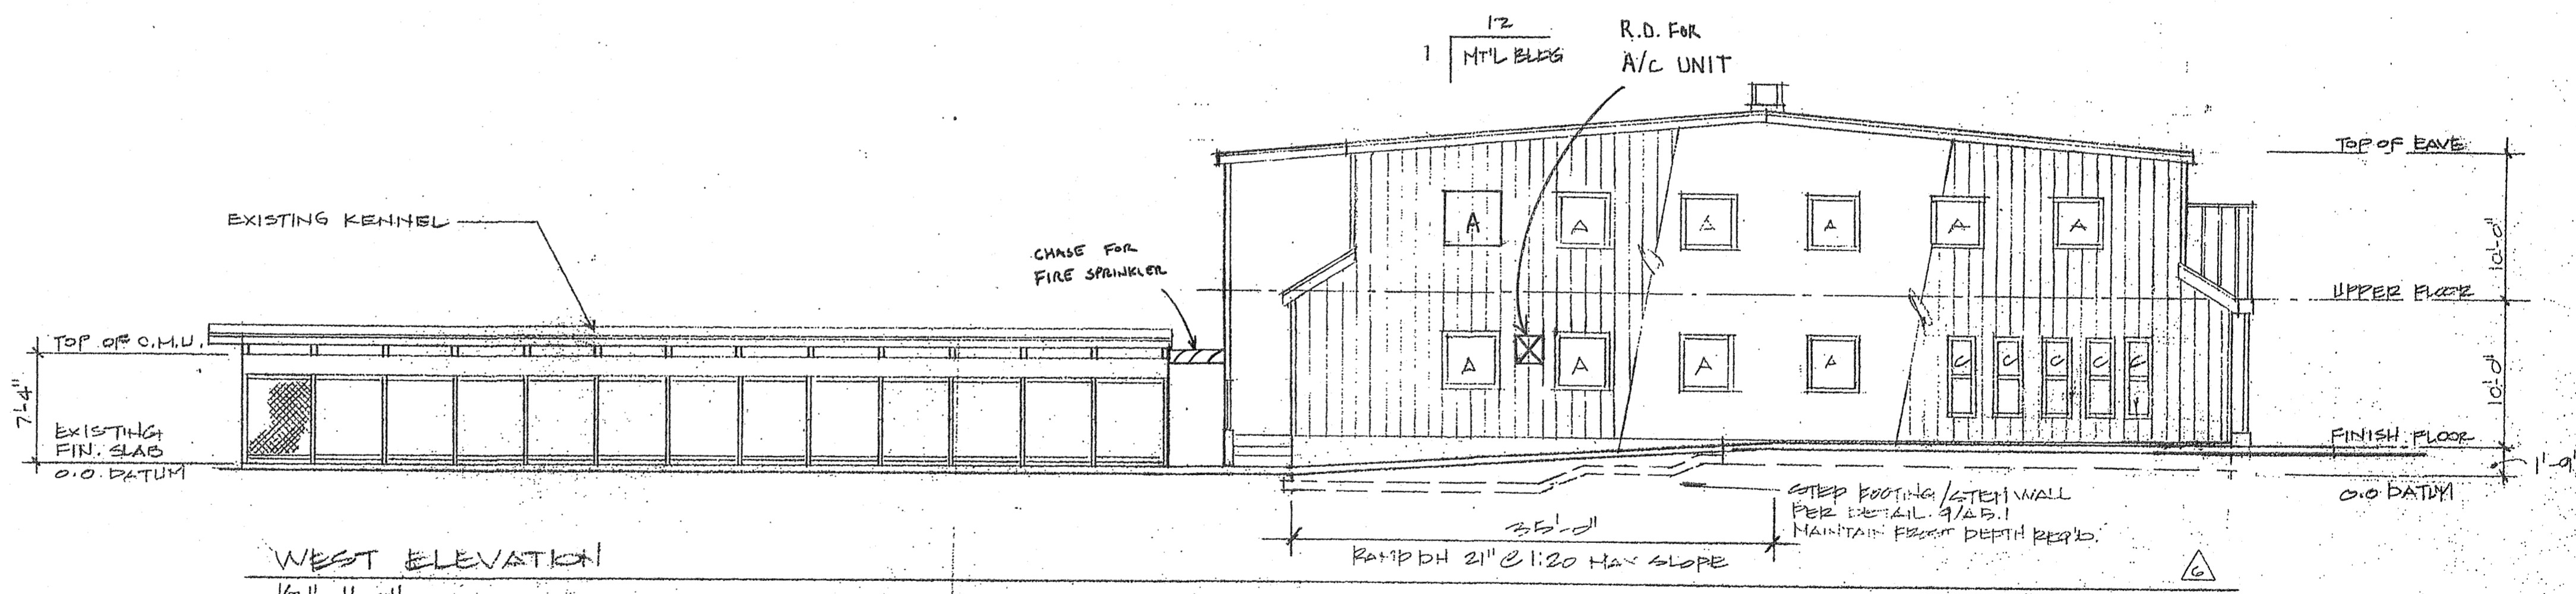 12
1 MT'L BLDG
R.D. FOR
A/C UNIT
TOP OF EAVE
EXISTING KENNEL
CHASE FOR
FIRE SPRINKLER
A A A A A A
10'-0"
UPPER FLOOR
TOP OF C.M.U.
7'-4"
A A A A C C C C C
10'-0"
EXISTING
FIN. SLAB
0.0 DATUM
FINISH FLOOR
1'-9"
0.0 DATUM
STEP FOOTING/STEM WALL
PER DETAIL 9/A5.1
MAINTAIN FROST DEPTH REQ'D.
35'-0"
RAMP DN 21" @ 1:20 MAX SLOPE
WEST ELEVATION
6